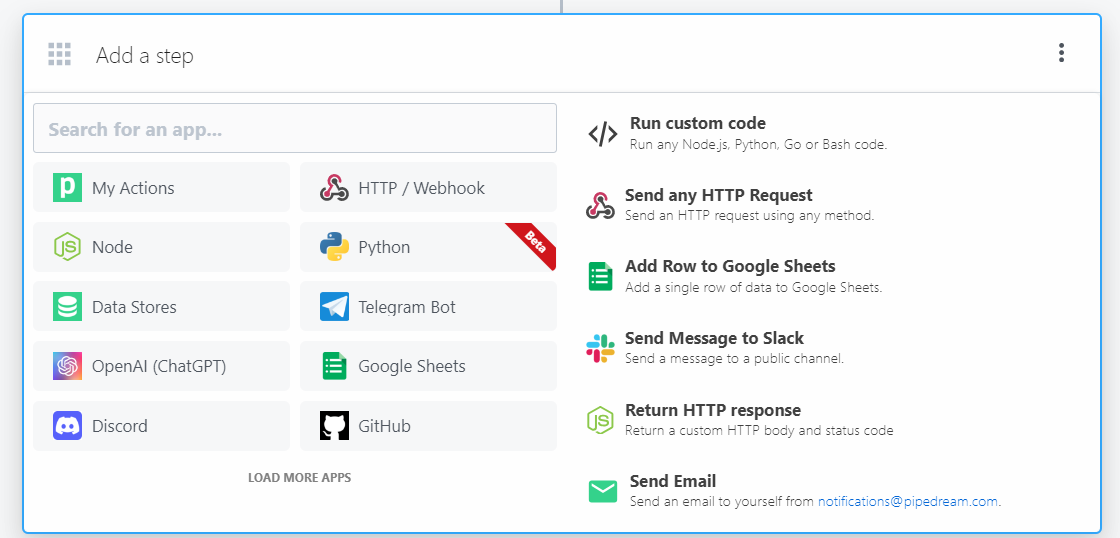 Add a step
Search for an app...
My Actions
HTTP / Webhook
Node
Python
Beta
Data Stores
Telegram Bot
OpenAI (ChatGPT)
Google Sheets
Discord
GitHub
LOAD MORE APPS
Run custom code
Run any Node.js, Python, Go or Bash code.
Send any HTTP Request
Send an HTTP request using any method.
Add Row to Google Sheets
Add a single row of data to Google Sheets.
Send Message to Slack
Send a message to a public channel.
Return HTTP response
Return a custom HTTP body and status code
Send Email
Send an email to yourself from notifications@pipedream.com.